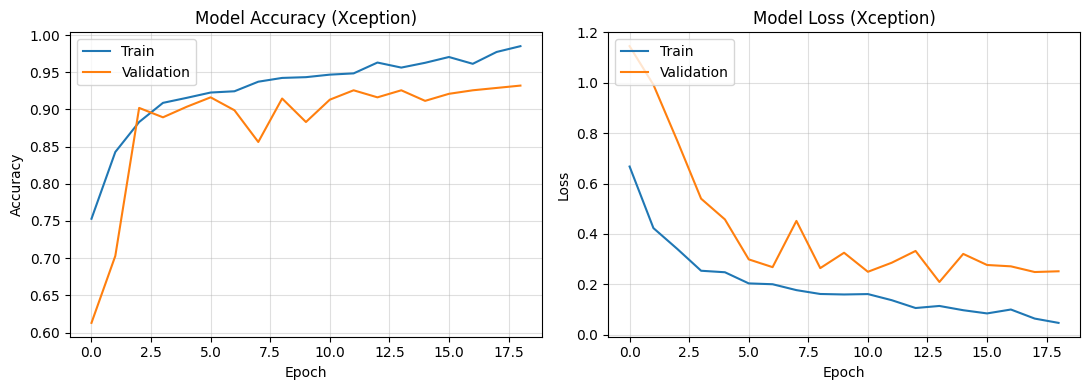 Model Accuracy (Xception)
Train
Validation
1.00
0.95
0.90
0.85
0.80
0.75
0.70
0.65
0.60
Accuracy
0.0 2.5 5.0 7.5 10.0 12.5 15.0 17.5
Epoch
Model Loss (Xception)
Train
Validation
1.2
1.0
0.8
0.6
0.4
0.2
0.0
Loss
0.0 2.5 5.0 7.5 10.0 12.5 15.0 17.5
Epoch